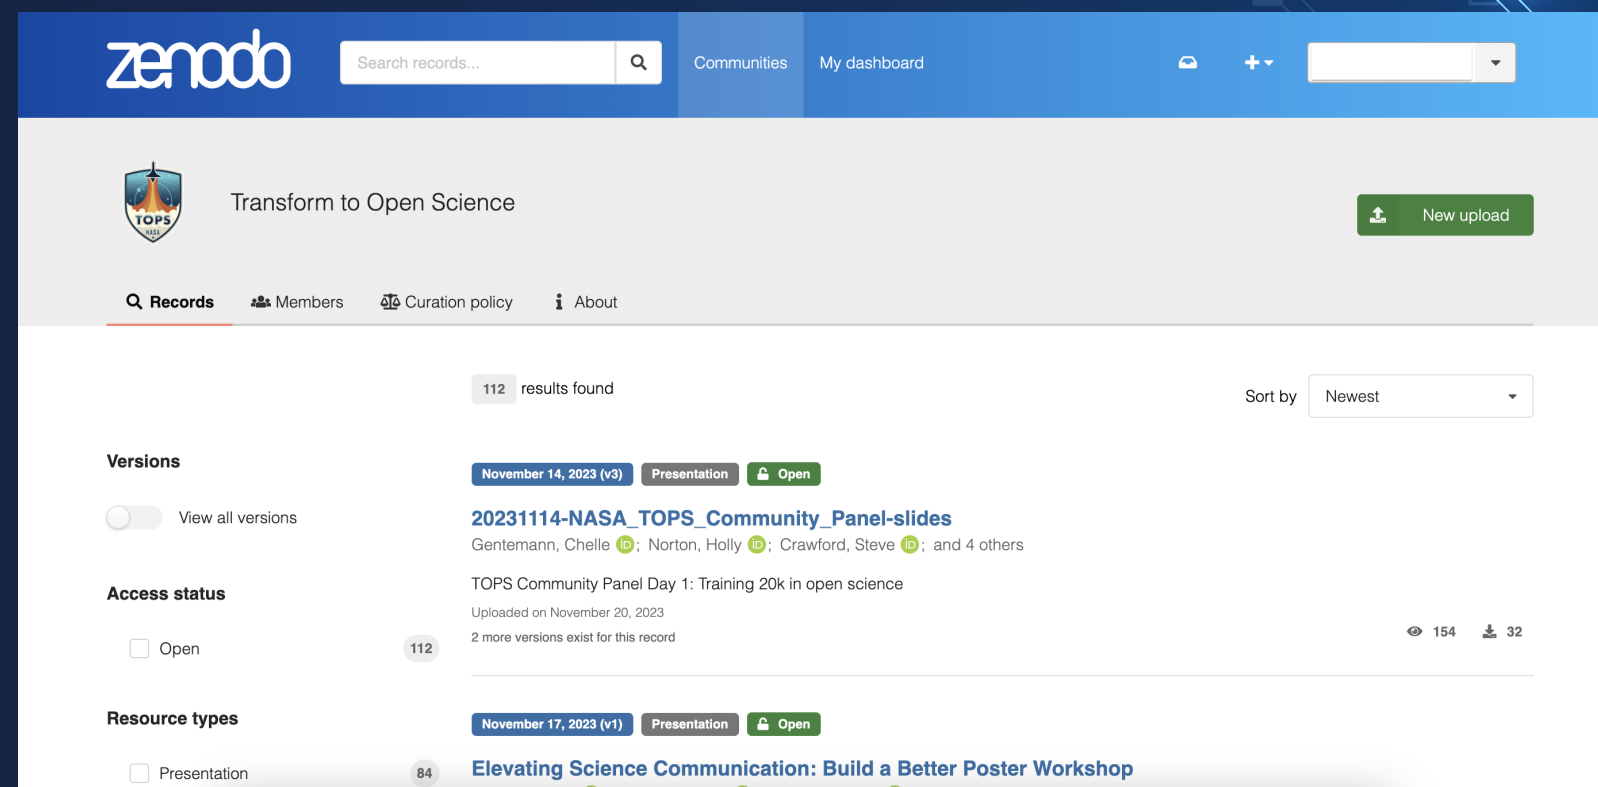 zenodo
Search records...
Communities
My dashboard
TOPS
NASA
Transform to Open Science
New upload
Records
Members
Curation policy
About
112 results found
Sort by
Newest
Versions
View all versions
Access status
Open
112
Resource types
Presentation
84
November 14, 2023 (v3)
Presentation
Open
20231114-NASA_TOPS_Community_Panel-slides
Gentemann, Chelle iD; Norton, Holly iD; Crawford, Steve iD; and 4 others
TOPS Community Panel Day 1: Training 20k in open science
Uploaded on November 20, 2023
2 more versions exist for this record
154
32
November 17, 2023 (v1)
Presentation
Open
Elevating Science Communication: Build a Better Poster Workshop